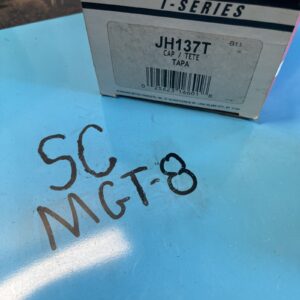 T-SERIES
JH137T
CAP / TETE
TAPA
SC
MGT-8